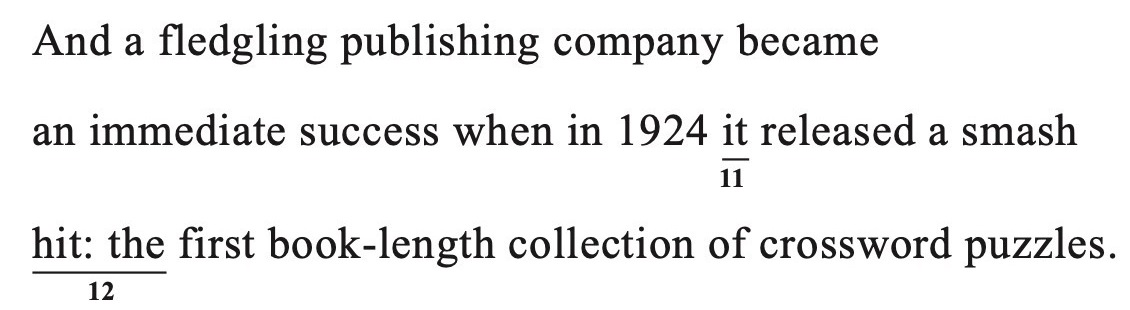 And a fledgling publishing company became
an immediate success when in 1924 it released a smash
11
hit: the first book-length collection of crossword puzzles.
12